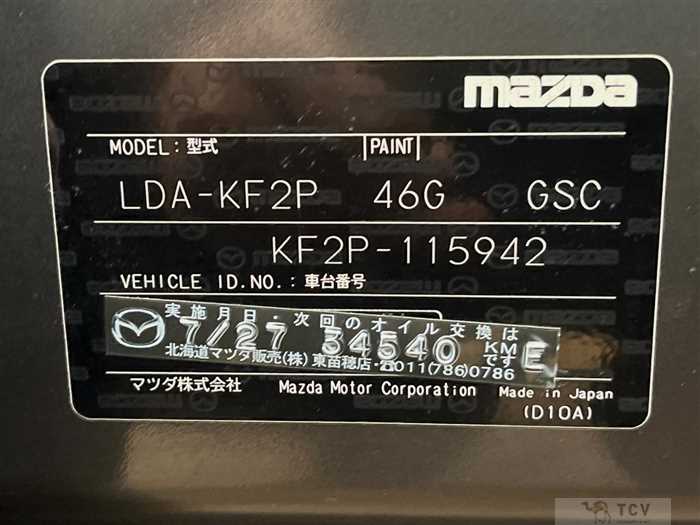 mazda
MODEL: 型式 PAINT
LDA-KF2P 46G GSC
KF2P-115942
VEHICLE ID.NO.: 車台番号
実施月日・次回のオイル交換は
7/27 34540 KM です E
北海道マツダ販売(株) 東苗穂店・☎011(786)0786
マツダ株式会社 Mazda Motor Corporation Made in Japan
(D10A)
TCV